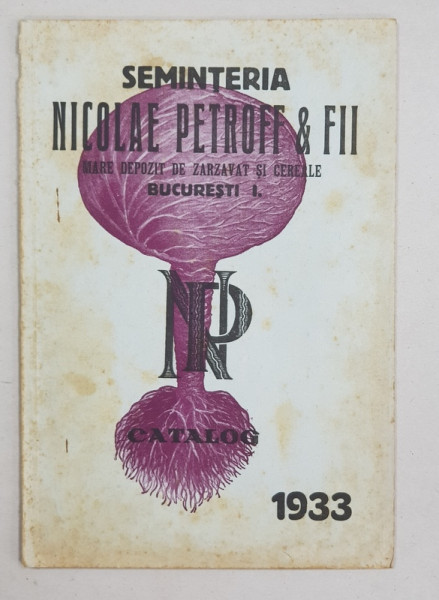 SEMINȚERIA
NICOLAE PETROFF & FII
MARE DEPOZIT DE ZARZAVAT ȘI CEREALE
BUCUREȘTI I.
NP
CATALOG
1933